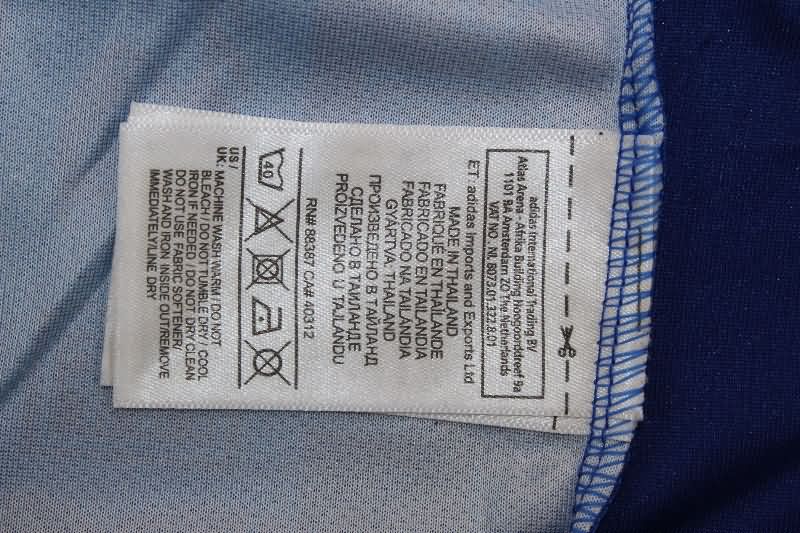 adidas International Trading BV
Atlas Arena - Afrika Building Hoogoorddreef 9a
1101 BA Amsterdam ZO The Netherlands
VAT NO.: NL 8073.01.322.B.01
ET: adidas Imports and Exports Ltd
MADE IN THAILAND
FABRIQUÉ EN THAÏLANDE
FABRICADO EN TAILANDIA
FABRICADO NA TAILANDIA
GYÁRTVA: THAILAND
ПРОИЗВЕДЕНО В ТАЙЛАНД
СДЕЛАНО В ТАИЛАНДЕ
PROIZVEDENO U TAJLANDU
RN# 88387 CA# 40312
40
US /
UK: MACHINE WASH WARM / DO NOT
BLEACH / DO NOT TUMBLE DRY / COOL
IRON IF NEEDED / DO NOT DRY CLEAN
DO NOT USE FABRIC SOFTENER/
WASH AND IRON INSIDE OUT/REMOVE
IMMEDIATELY/LINE DRY